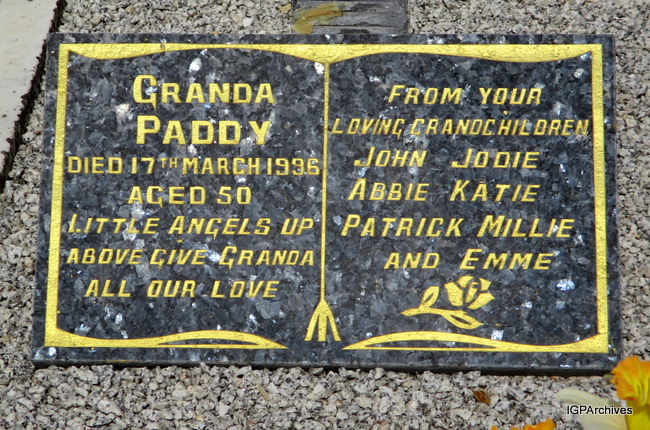 GRANDA
PADDY
DIED 17TH MARCH 1996
AGED 50
LITTLE ANGELS UP
ABOVE GIVE GRANDA
ALL OUR LOVE
FROM YOUR
LOVING GRANDCHILDREN
JOHN JODIE
ABBIE KATIE
PATRICK MILLIE
AND EMME
IGPArchives